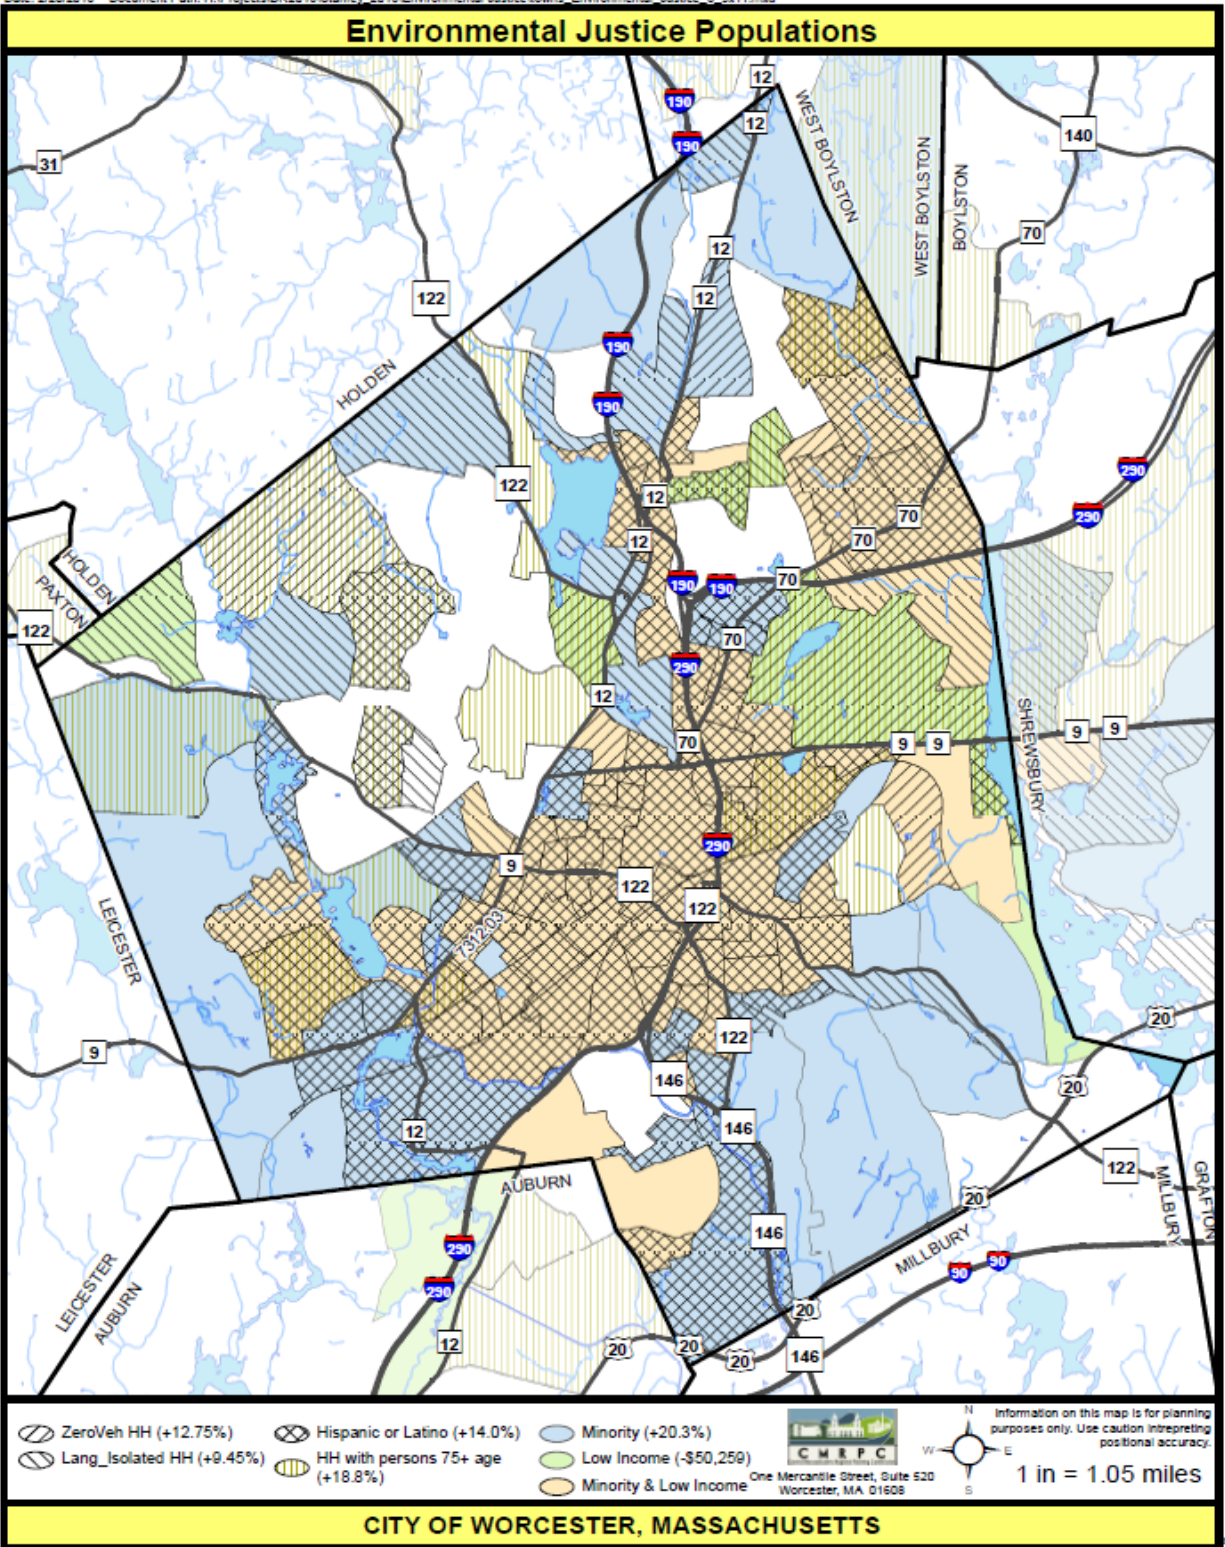 Environmental Justice Populations
12
190
12
190
31
140
WEST BOYLSTON
WEST BOYLSTON
BOYLSTON
70
12
122
12
190
HOLDEN
190
290
122
12
70
290
12
70
HOLDEN
PAXTON
190
190
70
122
70
290
12
SHREWSBURY
70
9
9
9
9
290
9
122
122
7312.03
LEICESTER
20
122
9
146
20
12
146
122
MILLBURY
GRAFTON
AUBURN
20
146
MILLBURY
290
90
90
LEICESTER
AUBURN
290
20
12
20
20
20
146
ZeroVeh HH (+12.75%)
Lang_Isolated HH (+9.45%)
Hispanic or Latino (+14.0%)
HH with persons 75+ age
(+18.8%)
Minority (+20.3%)
Low Income (-$50,259)
Minority & Low Income
CMRPC
One Mercantile Street, Suite 520
Worcester, MA 01608
N
W
E
S
Information on this map is for planning
purposes only. Use caution intrepreting
positional accuracy.
1 in = 1.05 miles
CITY OF WORCESTER, MASSACHUSETTS